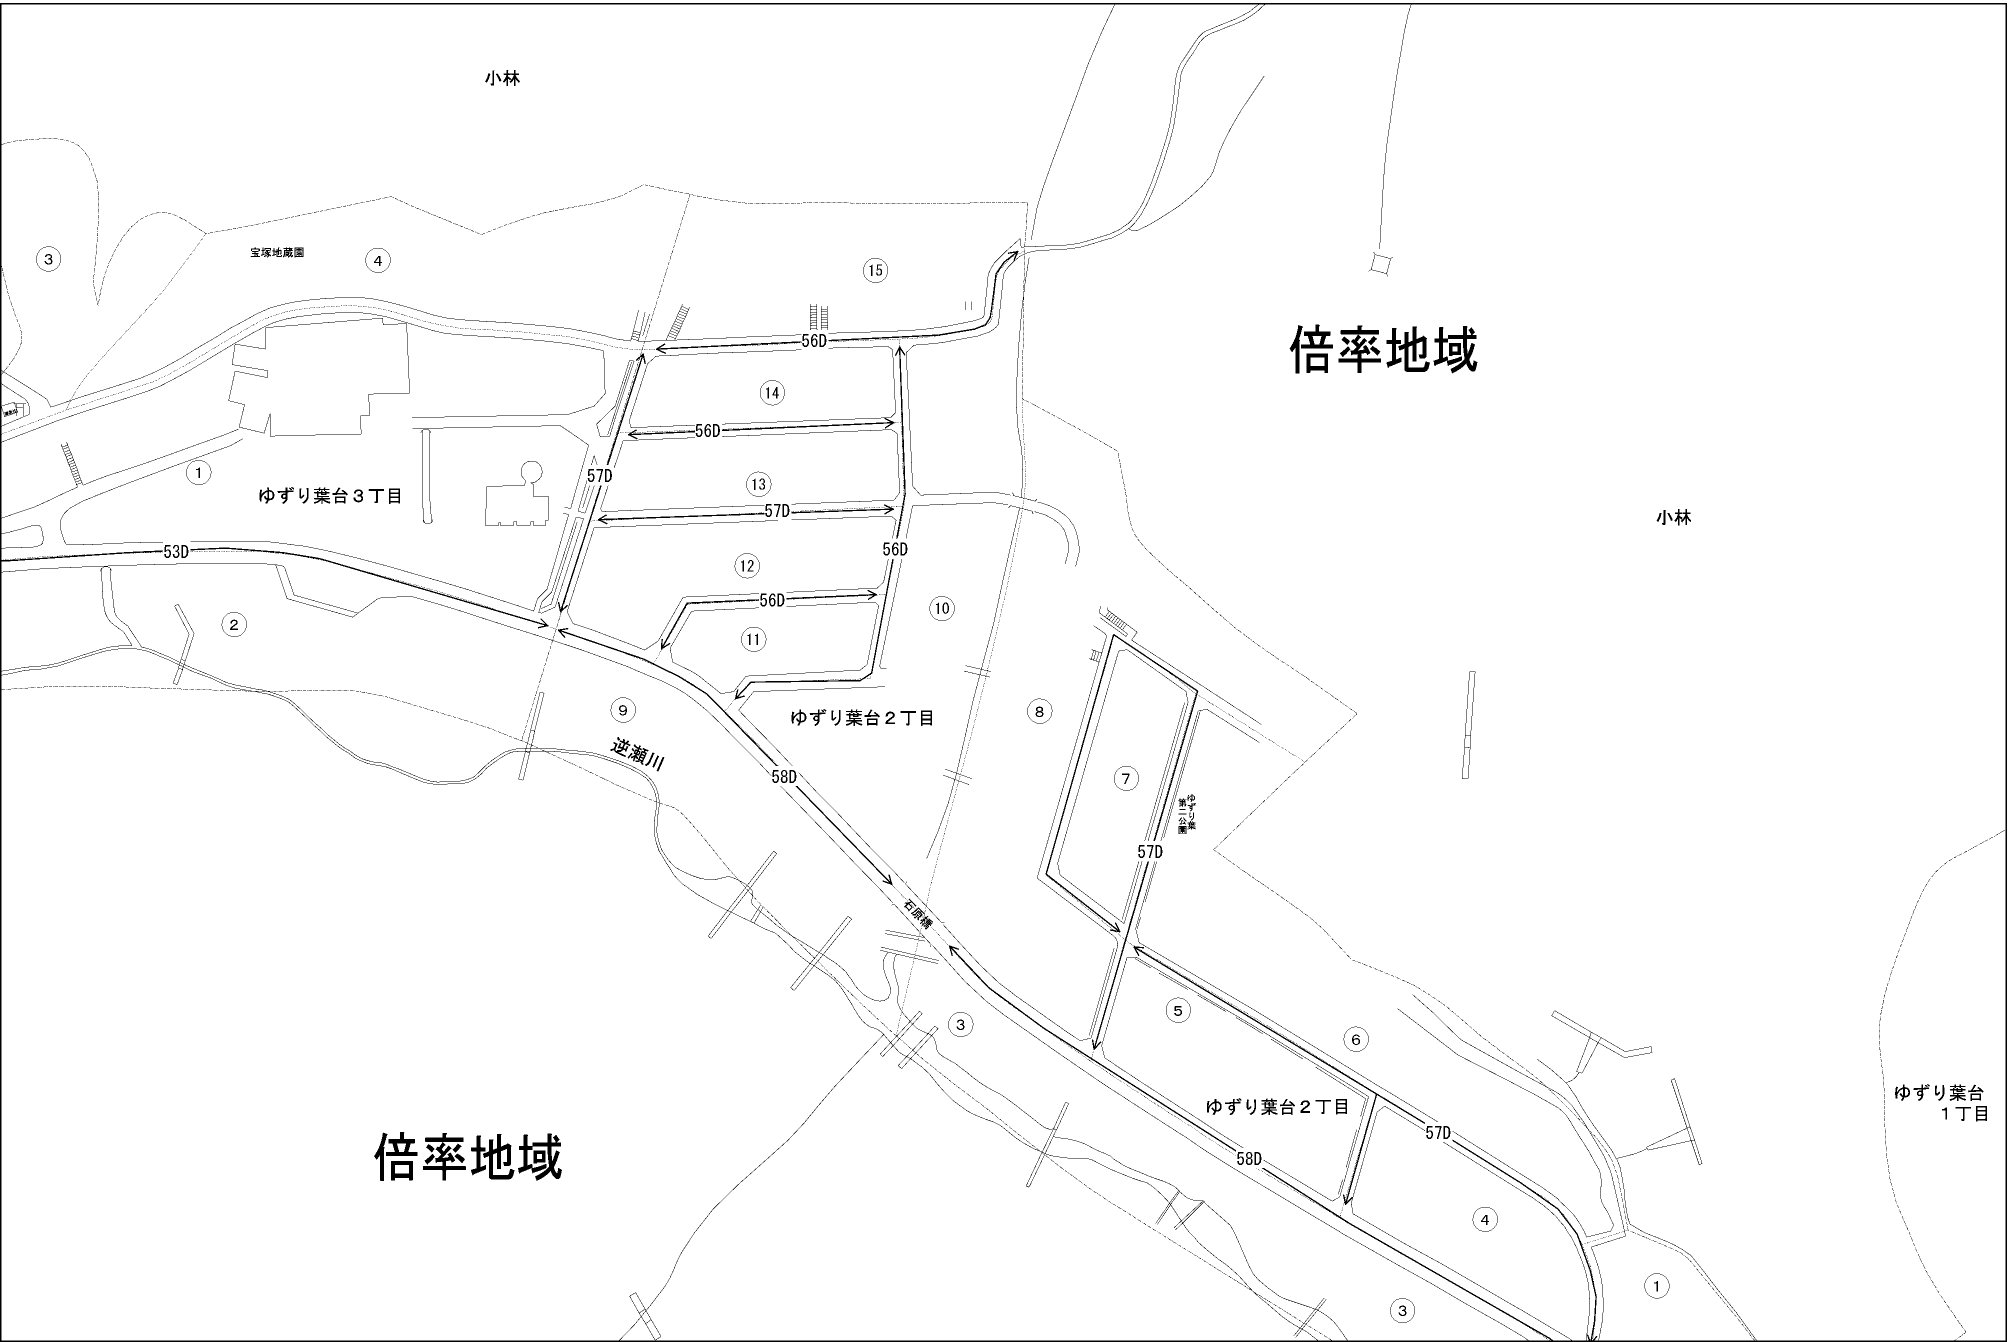 小林
③
宝塚地蔵園
④
⑮
56D
倍率地域
⑭
56D
①
57D
ゆずり葉台３丁目
⑬
57D
小林
53D
56D
⑫
56D
⑩
②
⑪
⑨
ゆずり葉台２丁目
⑧
逆瀬川
58D
⑦
ゆずり葉
第二公園
57D
石原橋
③
⑤
⑥
ゆずり葉台
１丁目
ゆずり葉台２丁目
57D
倍率地域
58D
④
①
③